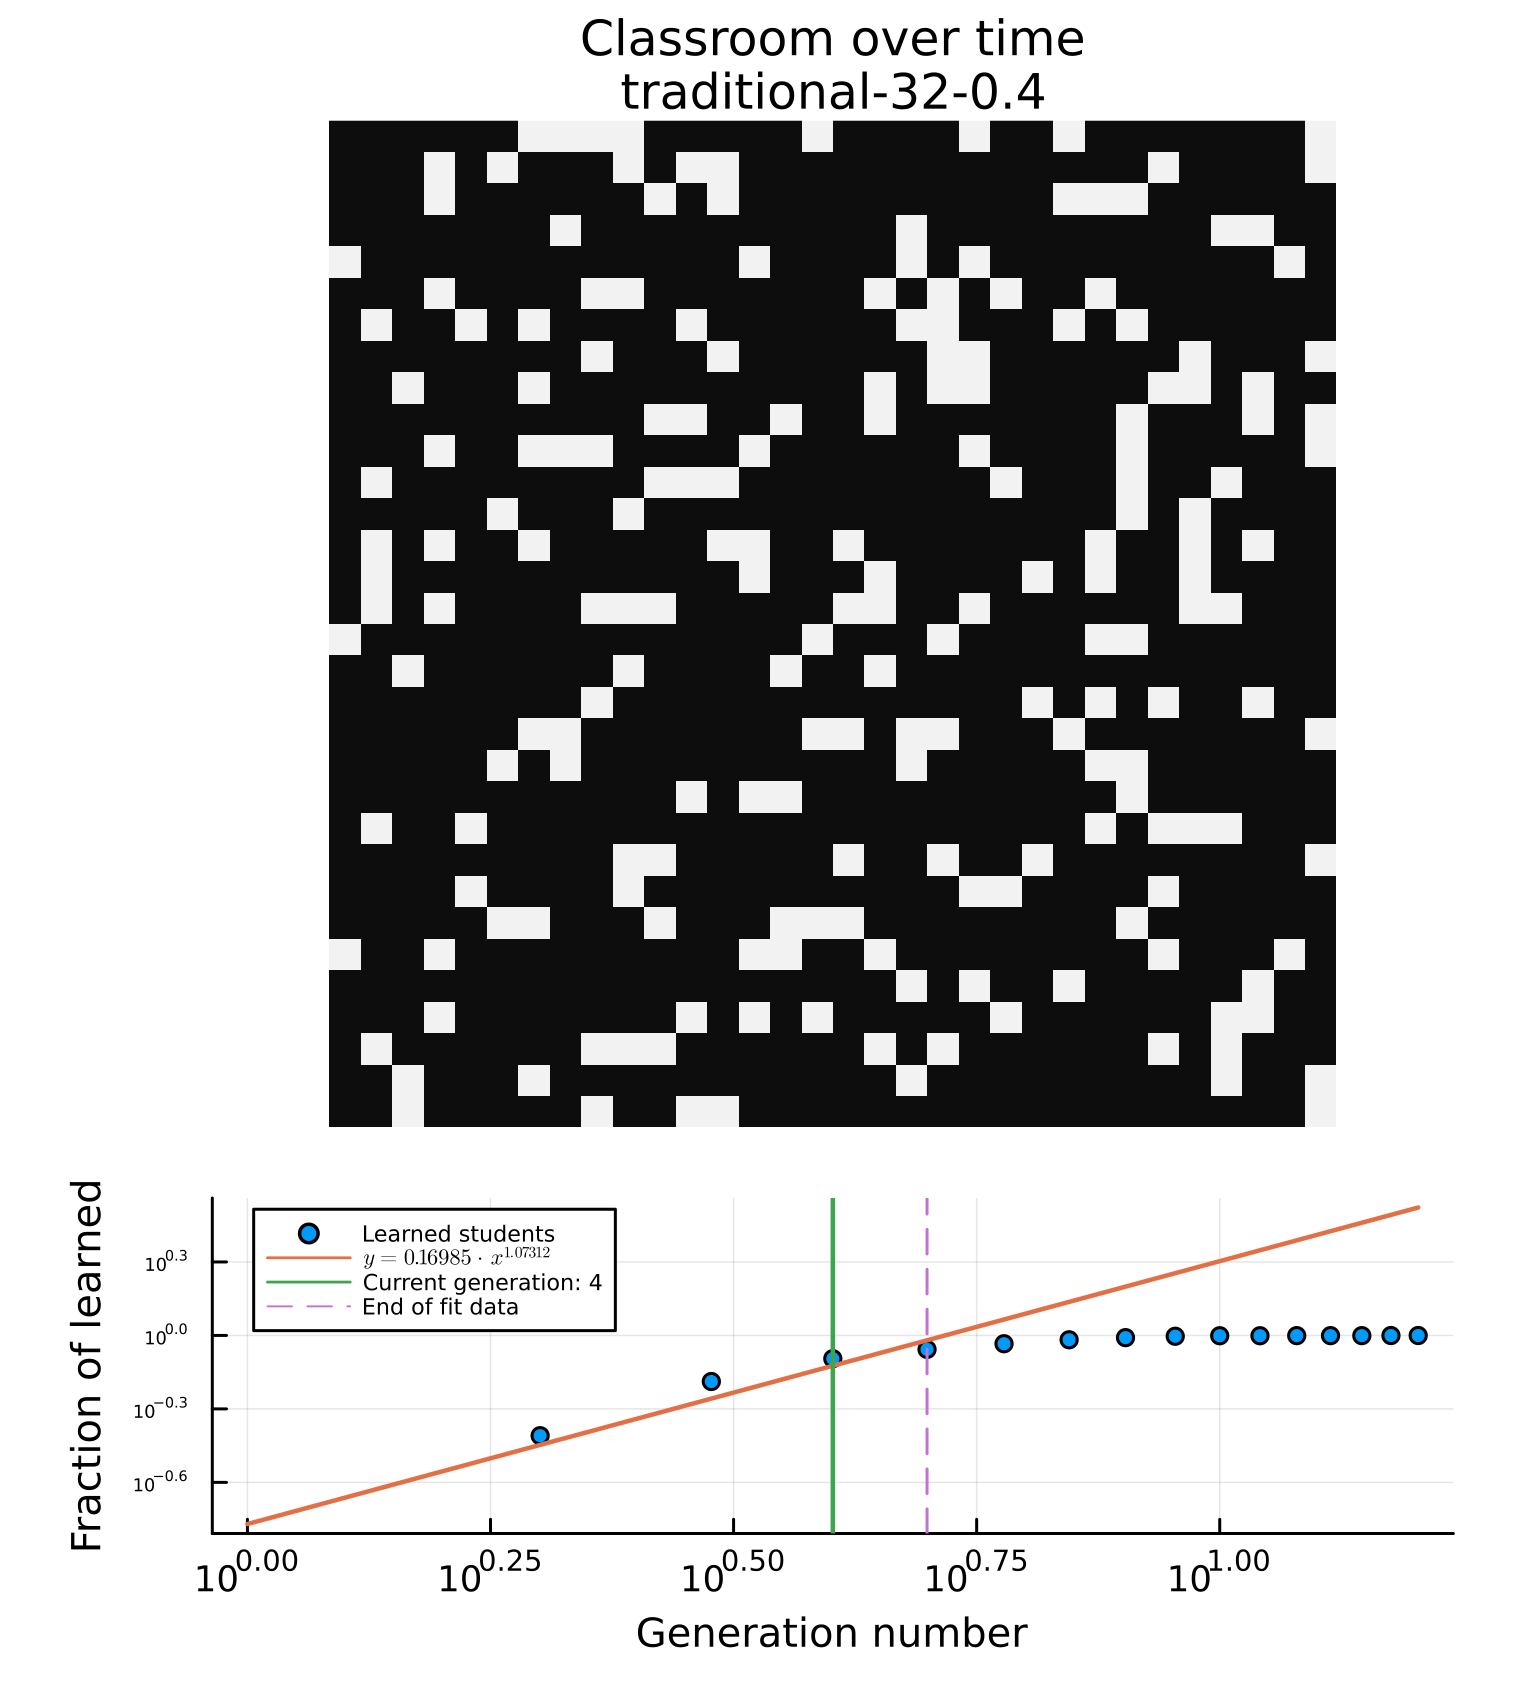 Classroom over time
traditional-32-0.4
Fraction of learned
Learned students
y = 0.16985 · x^1.07312
Current generation: 4
End of fit data
10^0.3
10^0.0
10^−0.3
10^−0.6
10^0.00 10^0.25 10^0.50 10^0.75 10^1.00
Generation number